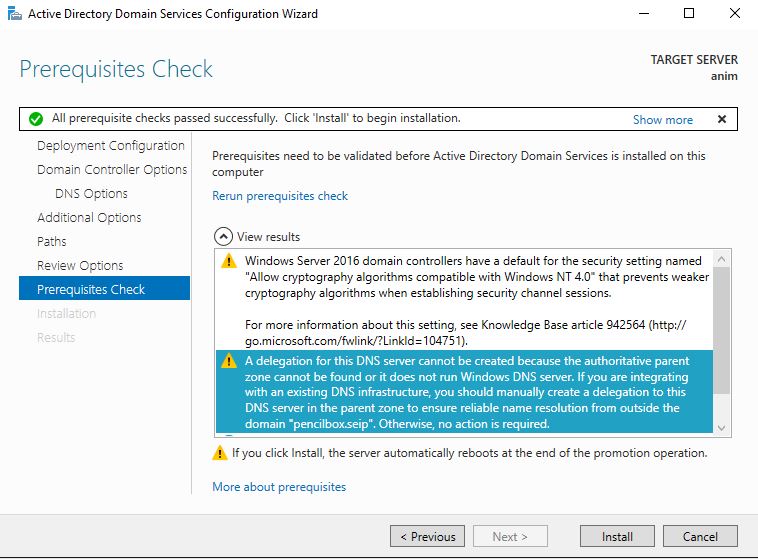 Active Directory Domain Services Configuration Wizard
Prerequisites Check
TARGET SERVER
anim
All prerequisite checks passed successfully.  Click 'Install' to begin installation.
Show more
Deployment Configuration
Domain Controller Options
DNS Options
Additional Options
Paths
Review Options
Prerequisites Check
Installation
Results
Prerequisites need to be validated before Active Directory Domain Services is installed on this
computer
Rerun prerequisites check
View results
Windows Server 2016 domain controllers have a default for the security setting named
"Allow cryptography algorithms compatible with Windows NT 4.0" that prevents weaker
cryptography algorithms when establishing security channel sessions.
For more information about this setting, see Knowledge Base article 942564 (http://
go.microsoft.com/fwlink/?LinkId=104751).
A delegation for this DNS server cannot be created because the authoritative parent
zone cannot be found or it does not run Windows DNS server. If you are integrating
with an existing DNS infrastructure, you should manually create a delegation to this
DNS server in the parent zone to ensure reliable name resolution from outside the
domain "pencilbox.seip". Otherwise, no action is required.
If you click Install, the server automatically reboots at the end of the promotion operation.
More about prerequisites
< Previous
Next >
Install
Cancel